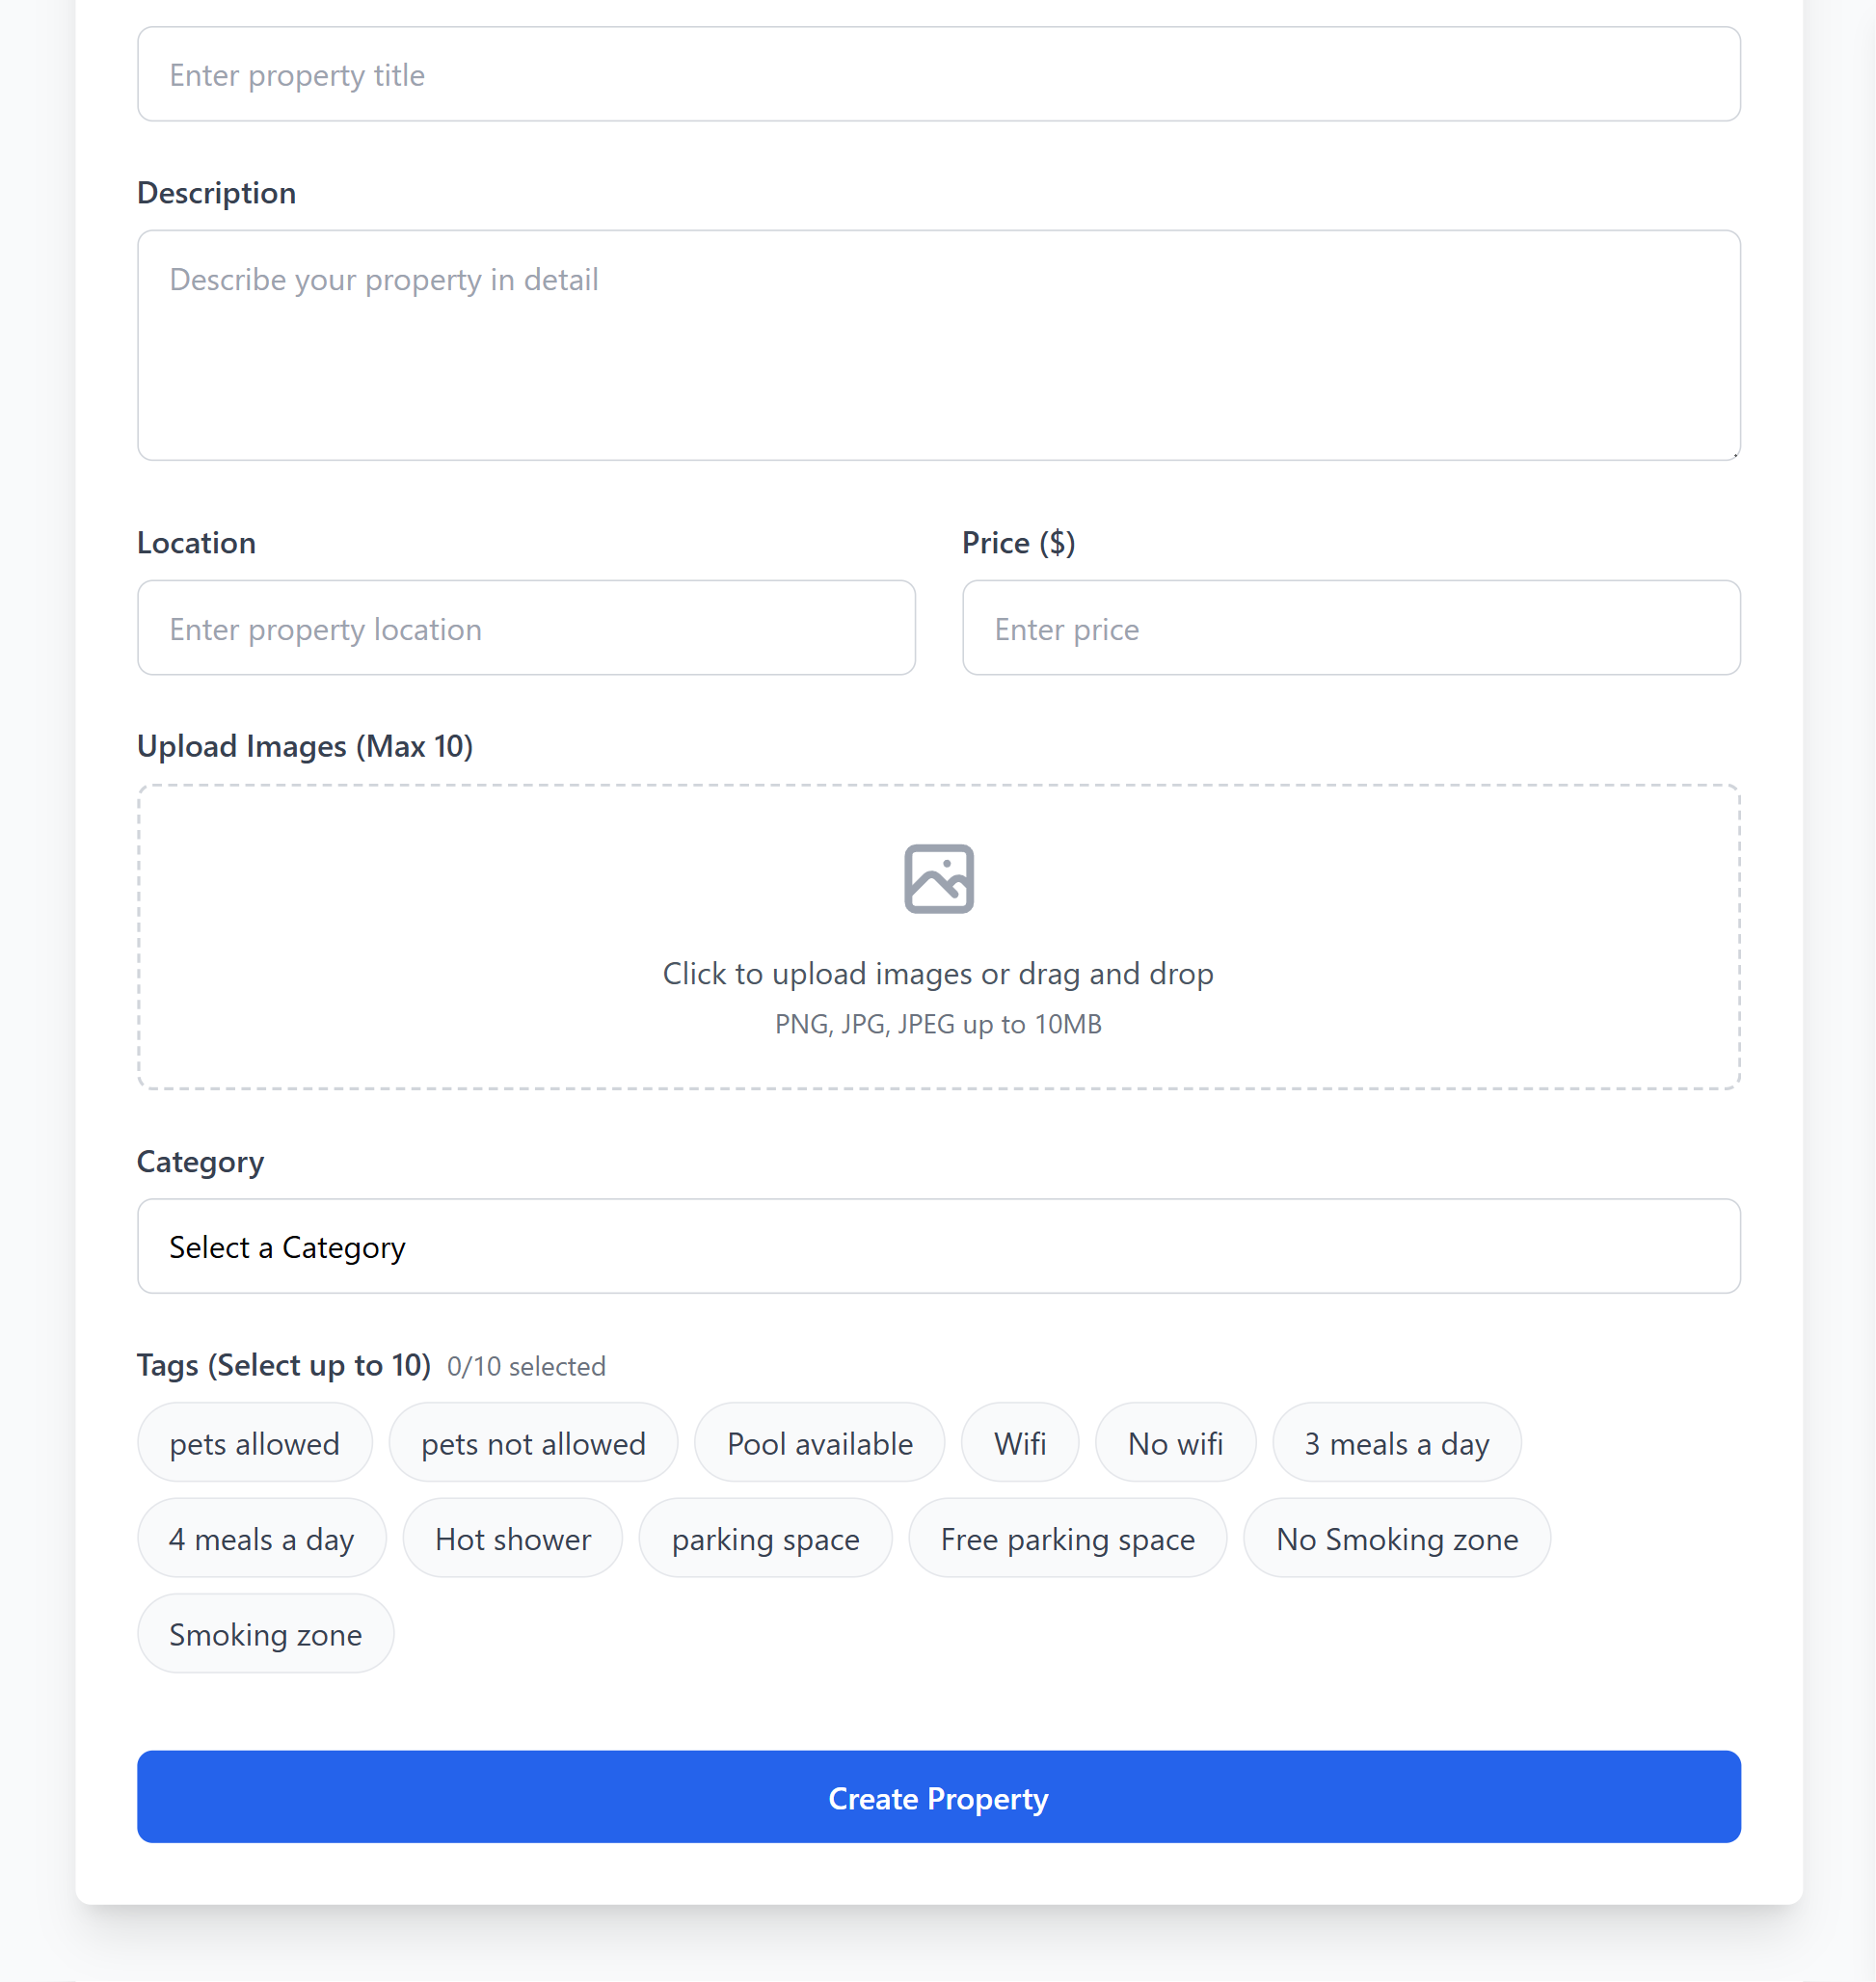 Enter property title
Description
Describe your property in detail
Location
Price ($)
Enter property location
Enter price
Upload Images (Max 10)
Click to upload images or drag and drop
PNG, JPG, JPEG up to 10MB
Category
Select a Category
Tags (Select up to 10) 0/10 selected
pets allowed pets not allowed Pool available Wifi No wifi 3 meals a day
4 meals a day Hot shower parking space Free parking space No Smoking zone
Smoking zone
Create Property